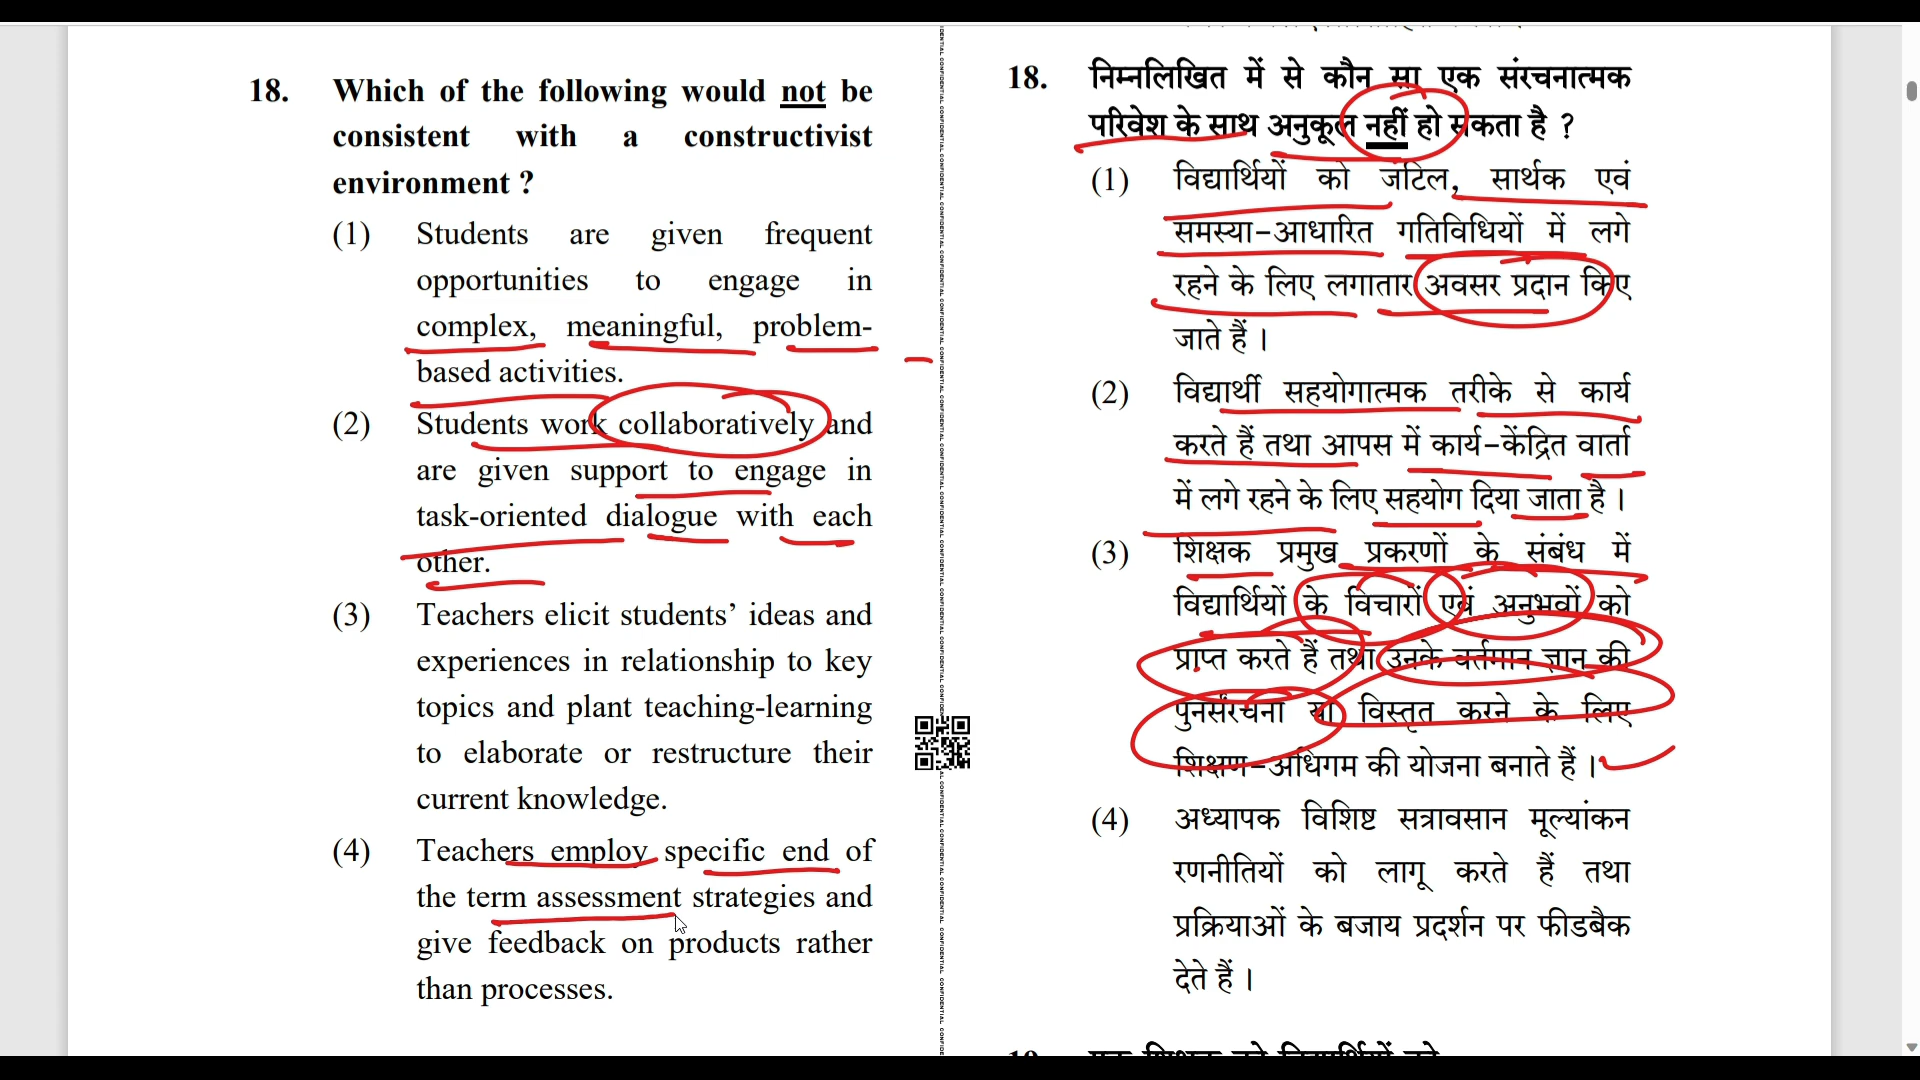 18. Which of the following would not be
consistent with a constructivist
environment ?
(1) Students are given frequent
opportunities to engage in
complex, meaningful, problem-
based activities.
(2) Students work collaboratively and
are given support to engage in
task-oriented dialogue with each
other.
(3) Teachers elicit students’ ideas and
experiences in relationship to key
topics and plant teaching-learning
to elaborate or restructure their
current knowledge.
(4) Teachers employ specific end of
the term assessment strategies and
give feedback on products rather
than processes.
18. निम्नलिखित में से कौन सा एक संरचनात्मक
परिवेश के साथ अनुकूल नहीं हो सकता है ?
(1) विद्यार्थियों को जटिल, सार्थक एवं
समस्या-आधारित गतिविधियों में लगे
रहने के लिए लगातार अवसर प्रदान किए
जाते हैं ।
(2) विद्यार्थी सहयोगात्मक तरीके से कार्य
करते हैं तथा आपस में कार्य-केंद्रित वार्ता
में लगे रहने के लिए सहयोग दिया जाता है ।
(3) शिक्षक प्रमुख प्रकरणों के संबंध में
विद्यार्थियों के विचारों एवं अनुभवों को
प्राप्त करते हैं तथा उनके वर्तमान ज्ञान की
पुनर्संरचना या विस्तृत करने के लिए
शिक्षण-अधिगम की योजना बनाते हैं ।
(4) अध्यापक विशिष्ट सत्रावसान मूल्यांकन
रणनीतियों को लागू करते हैं तथा
प्रक्रियाओं के बजाय प्रदर्शन पर फीडबैक
देते हैं ।